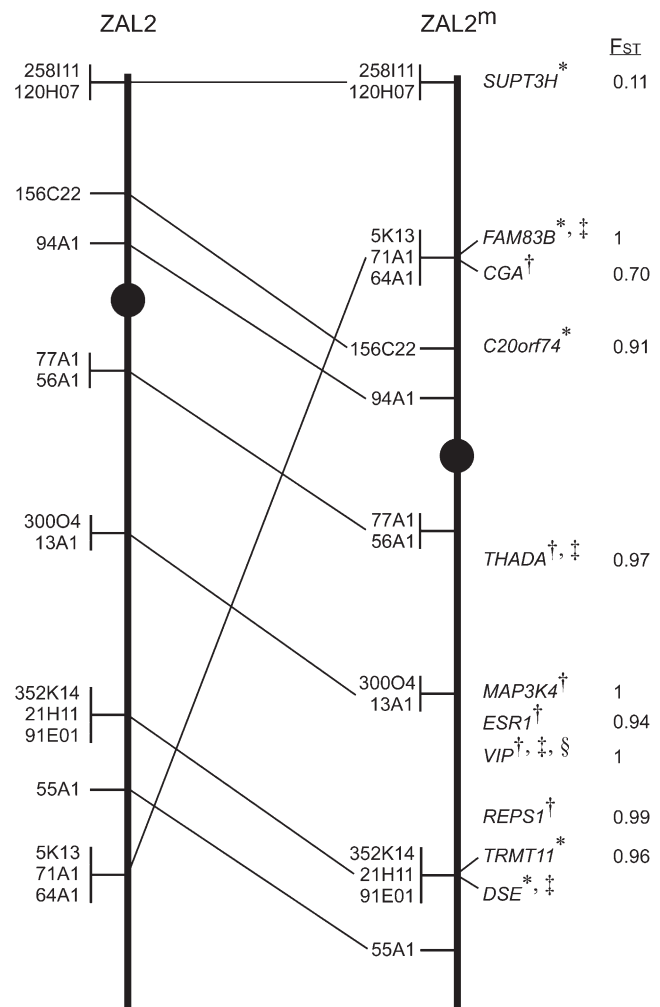 ZAL2 ZAL2m
FST
258I11 258I11 SUPT3H* 0.11
120H07 120H07
156C22
5K13 FAM83B*, ‡ 1
94A1 71A1
64A1 CGA† 0.70
77A1 156C22 C20orf74* 0.91
56A1
94A1
300O4 77A1
13A1 56A1
THADA†, ‡ 0.97
352K14 300O4 MAP3K4† 1
21H11 13A1
91E01 ESR1† 0.94
VIP†, ‡, § 1
55A1
REPS1† 0.99
5K13 352K14 TRMT11* 0.96
71A1 21H11
64A1 91E01 DSE*, ‡
55A1